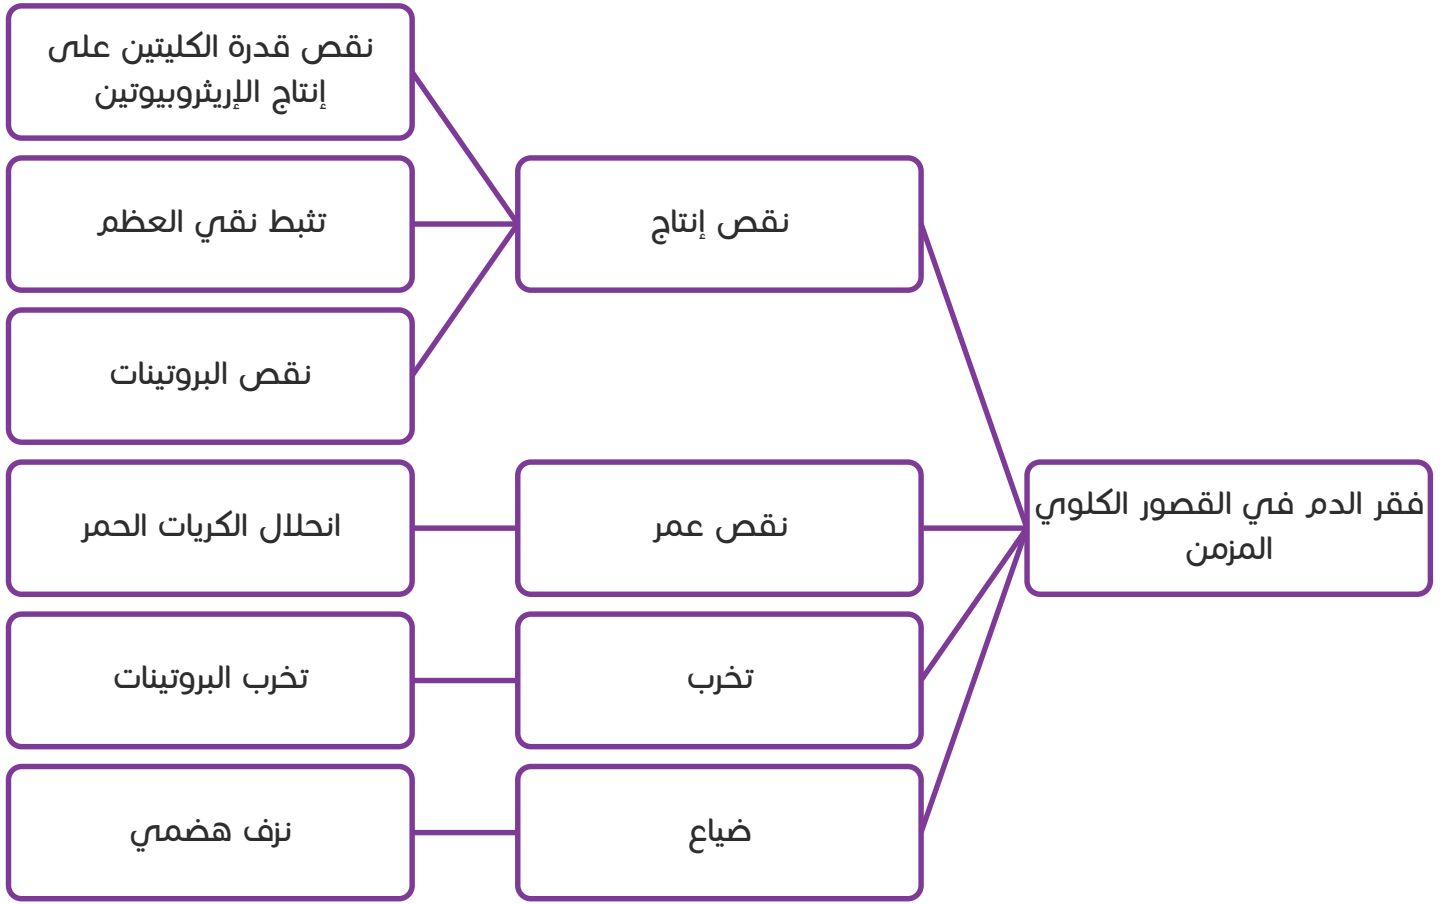 فقر الدم في القصور الكلوي
المزمن
نقص إنتاج
نقص قدرة الكليتين على
إنتاج الإريثروبيوتين
تثبط نقي العظم
نقص البروتينات
نقص عمر
انحلال الكريات الحمر
تخرب
تخرب البروتينات
ضياع
نزف هضمي